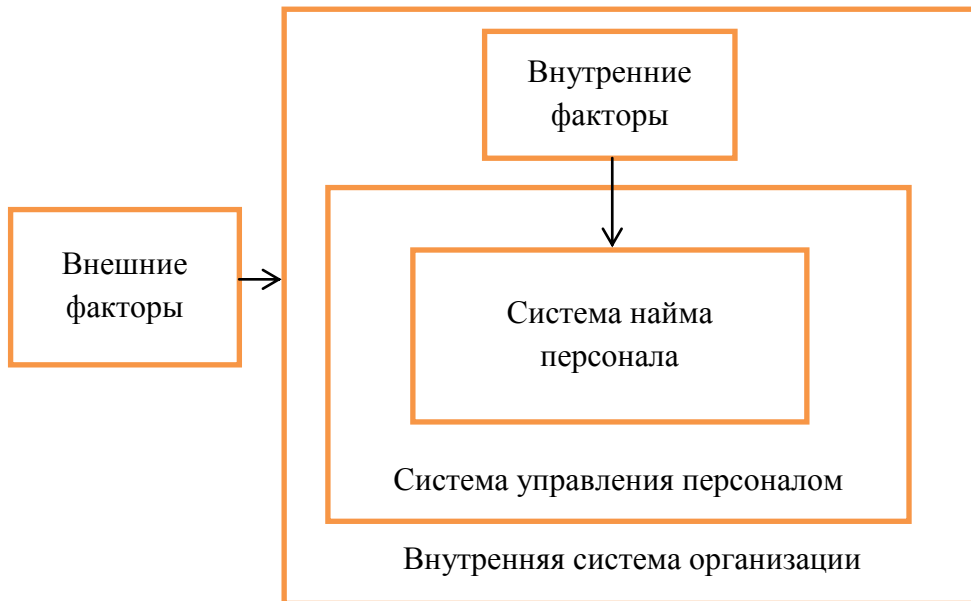 Внутренние
факторы
Внешние
факторы
Система найма
персонала
Система управления персоналом
Внутренняя система организации